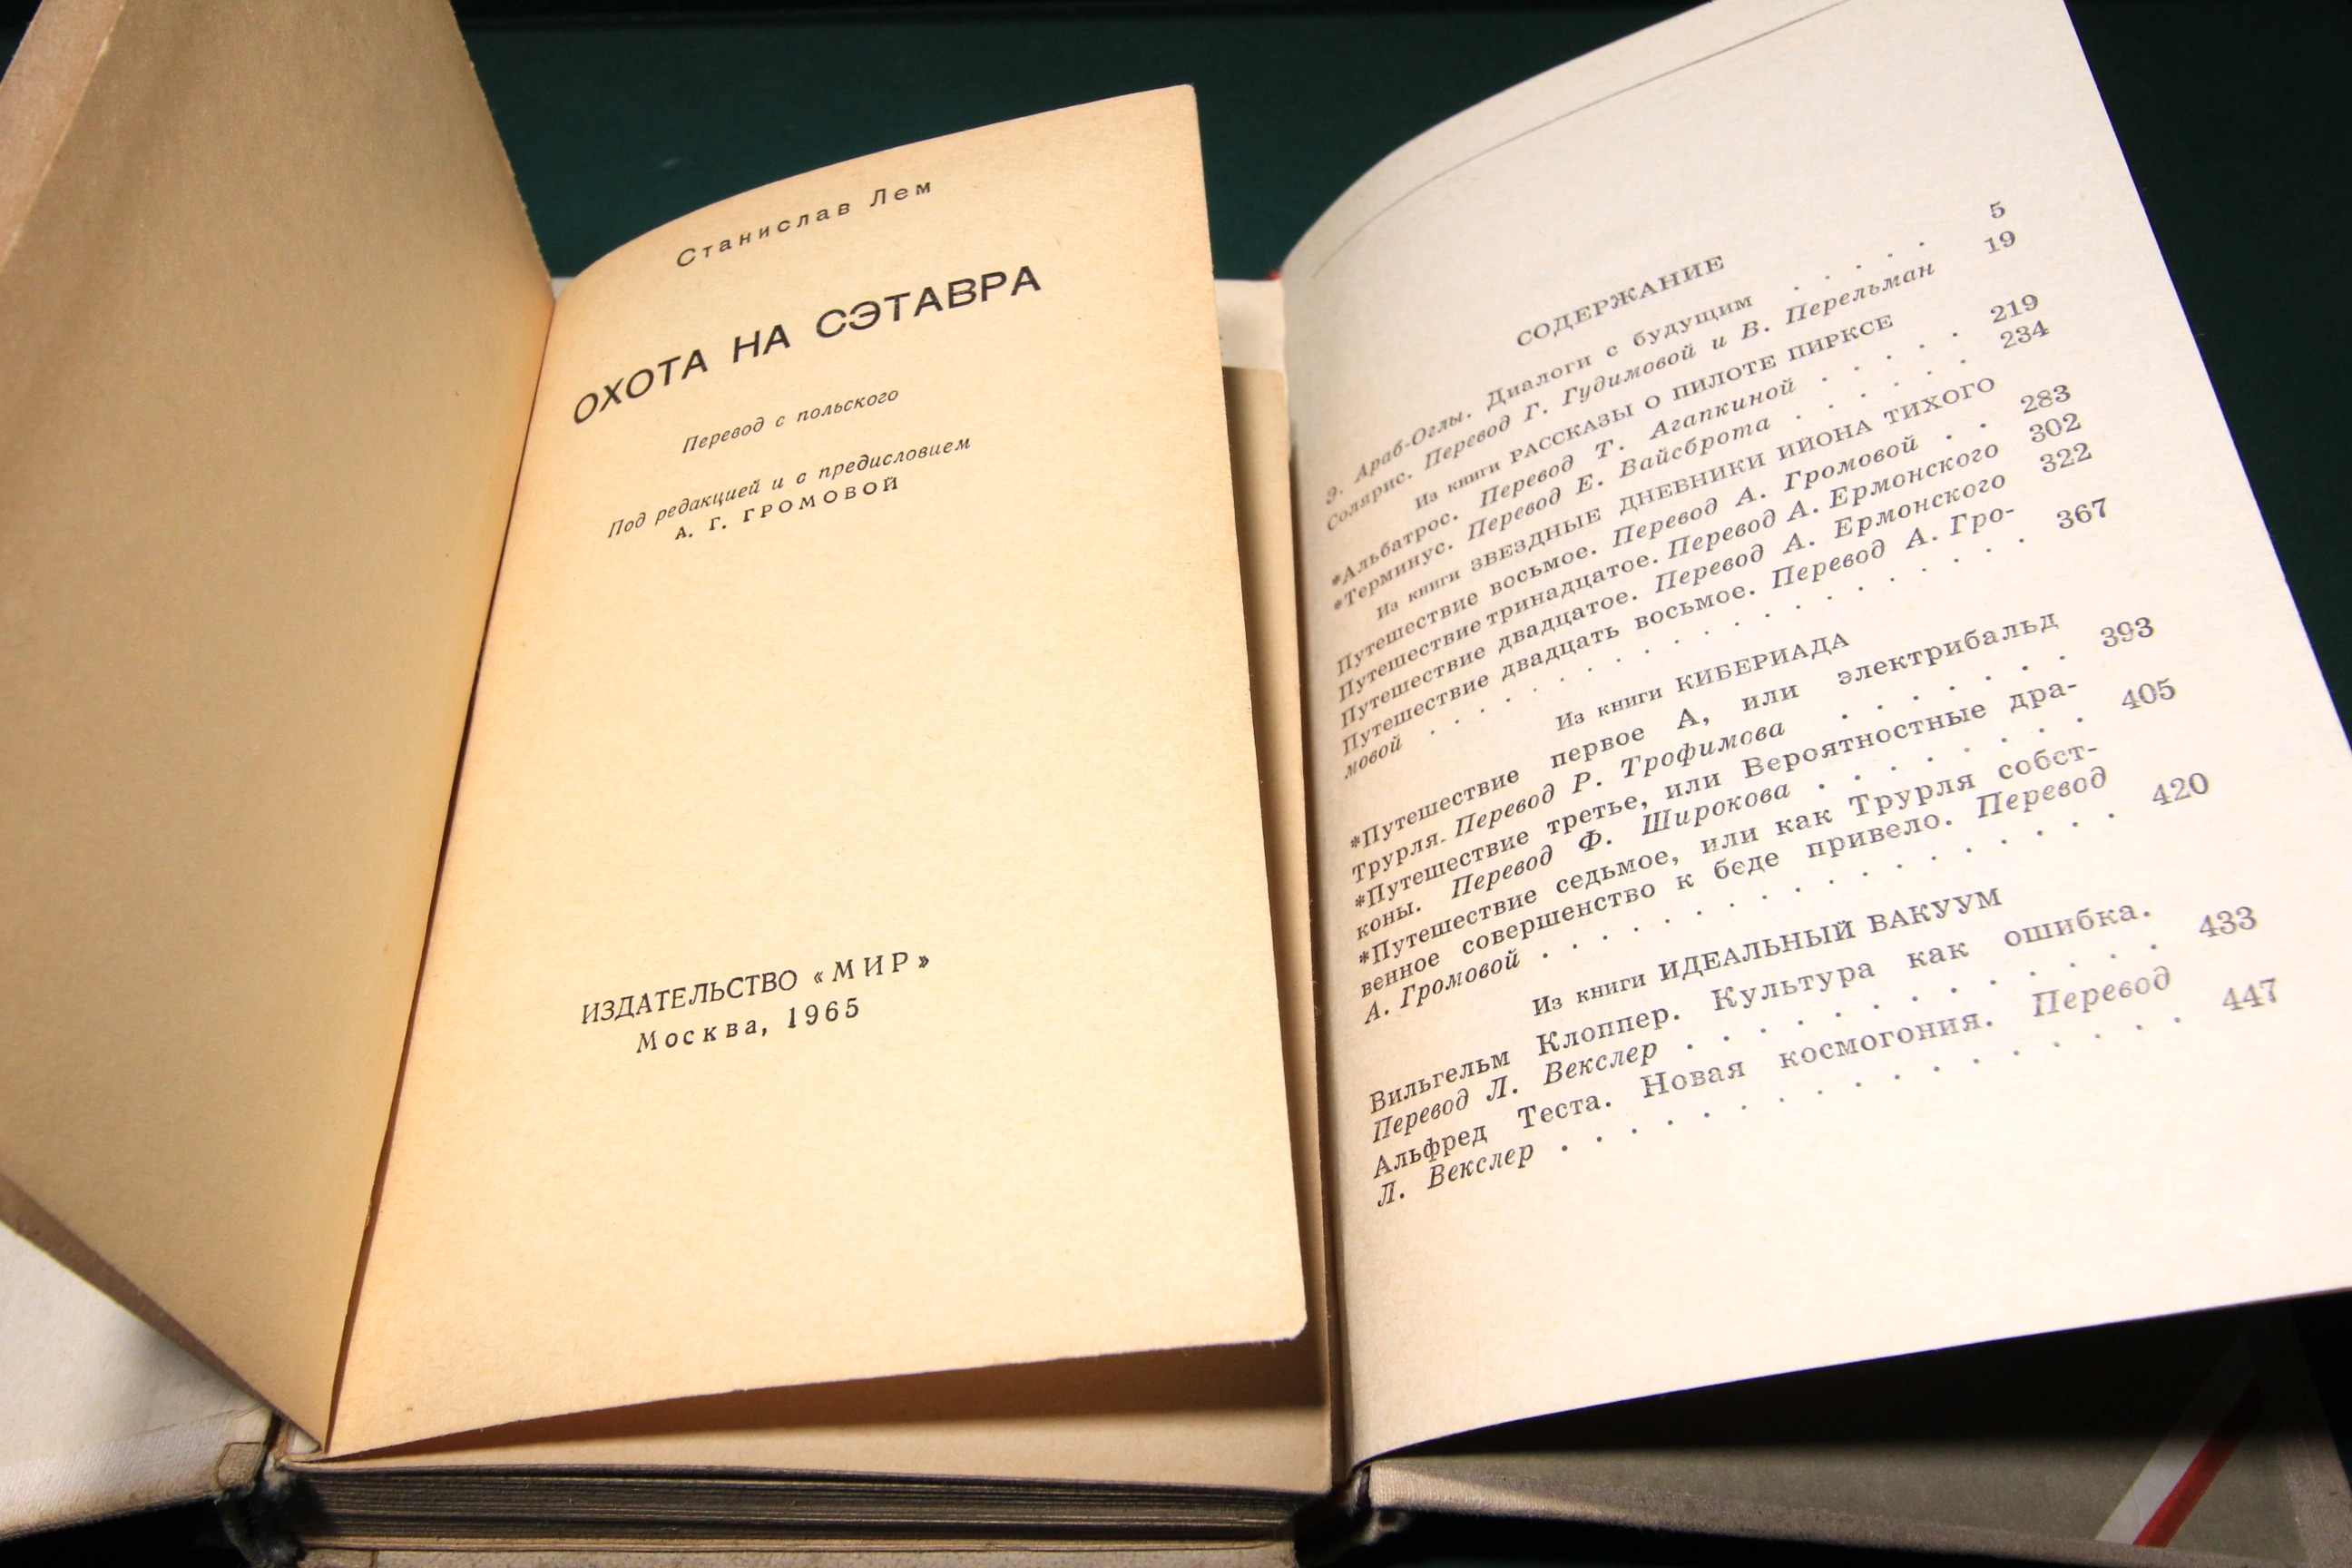 Станислав Лем
ОХОТА НА СЭТАВРА
Перевод с польского
Под редакцией и с предисловием
А. Г. ГРОМОВОЙ
ИЗДАТЕЛЬСТВО «МИР»
Москва, 1965
СОДЕРЖАНИЕ
Э. Араб-Оглы. Диалоги с будущим . . . . . 5
Солярис. Перевод Г. Гудимовой и В. Перельман 19
Из книги РАССКАЗЫ О ПИЛОТЕ ПИРКСЕ
*Альбатрос. Перевод Т. Агапкиной . . . . . 219
*Терминус. Перевод Е. Вайсброта . . . . . . 234
Из книги ЗВЕЗДНЫЕ ДНЕВНИКИ ИЙОНА ТИХОГО
Путешествие восьмое. Перевод А. Громовой . . 283
Путешествие тринадцатое. Перевод А. Ермонского 302
Путешествие двадцатое. Перевод А. Ермонского 322
Путешествие двадцать восьмое. Перевод А. Гро-
мовой . . . . . . . . . . . . . . . 367
Из книги КИБЕРИАДА
*Путешествие первое А, или электрибальд
Трурля. Перевод Р. Трофимова . . . . . . . 393
*Путешествие третье, или Вероятностные дра-
коны. Перевод Ф. Широкова . . . . . . . . 405
*Путешествие седьмое, или как Трурля собст-
венное совершенство к беде привело. Перевод
А. Громовой . . . . . . . . . . . . . . 420
Из книги ИДЕАЛЬНЫЙ ВАКУУМ
Вильгельм Клоппер. Культура как ошибка.
Перевод Л. Векслер . . . . . . . . . . . . 433
Альфред Теста. Новая космогония. Перевод
Л. Векслер . . . . . . . . . . . . . . . 447